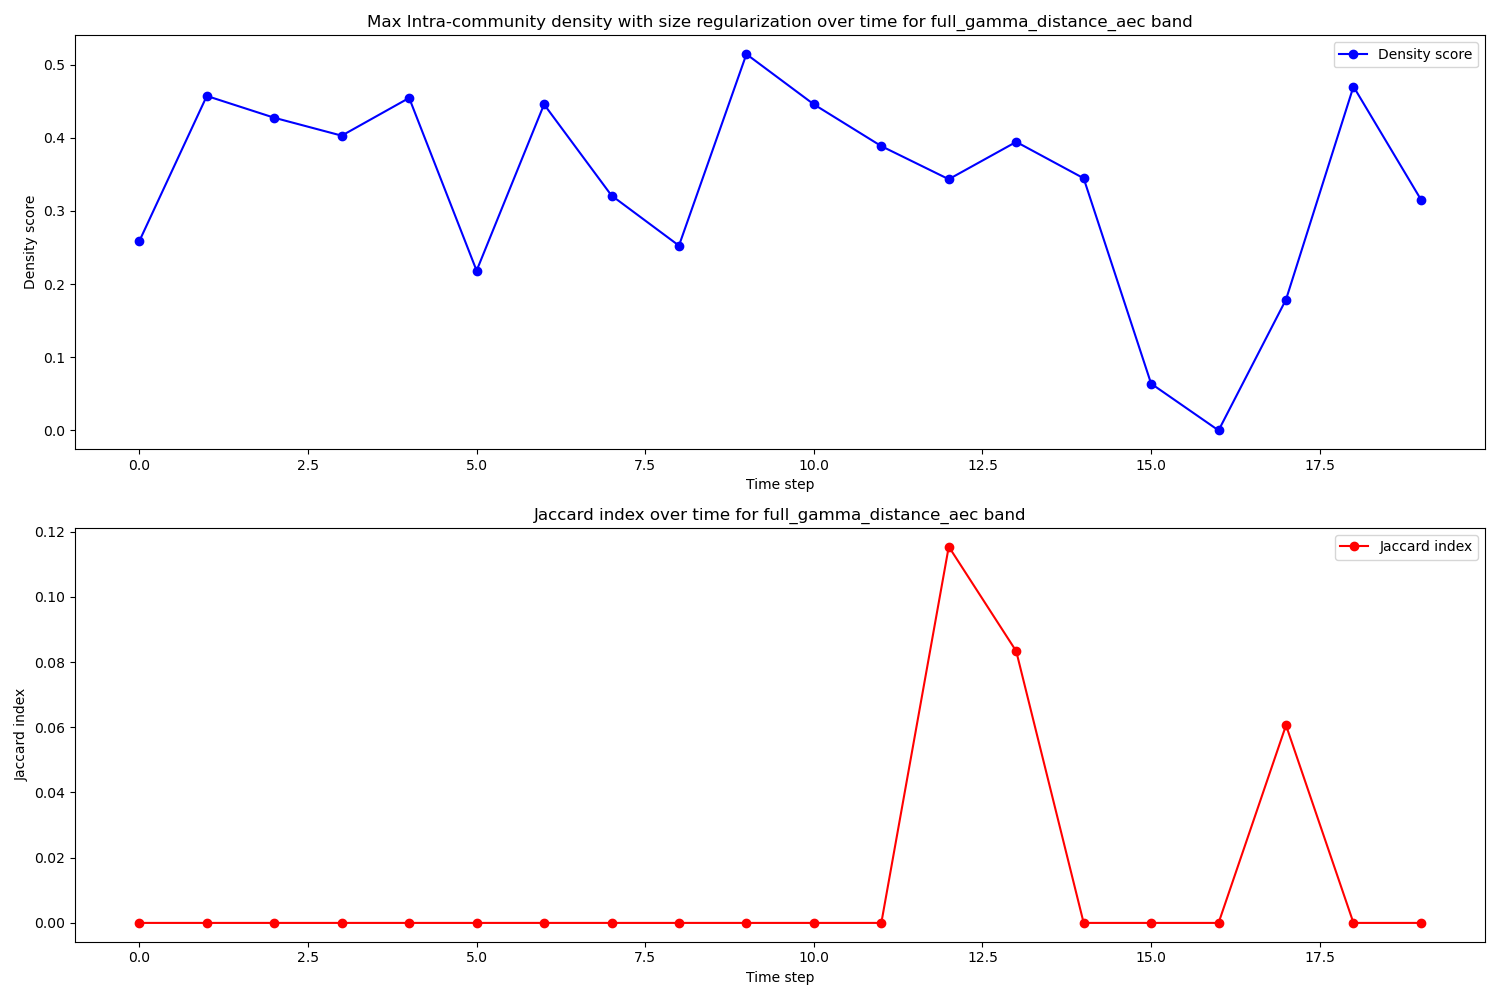 Max Intra-community density with size regularization over time for full_gamma_distance_aec band
Density score
0.5
0.4
0.3
0.2
0.1
0.0
Density score
0.0 2.5 5.0 7.5 10.0 12.5 15.0 17.5
Time step
Jaccard index over time for full_gamma_distance_aec band
Jaccard index
0.12
0.10
0.08
0.06
0.04
0.02
0.00
Jaccard index
0.0 2.5 5.0 7.5 10.0 12.5 15.0 17.5
Time step